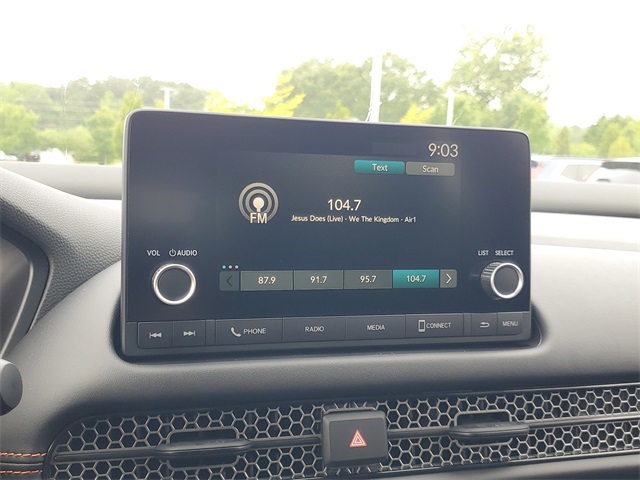 9:03
Text Scan
FM
104.7
Jesus Does (Live) - We The Kingdom - Air1
VOL AUDIO
LIST SELECT
87.9 91.7 95.7 104.7
PHONE RADIO MEDIA CONNECT MENU